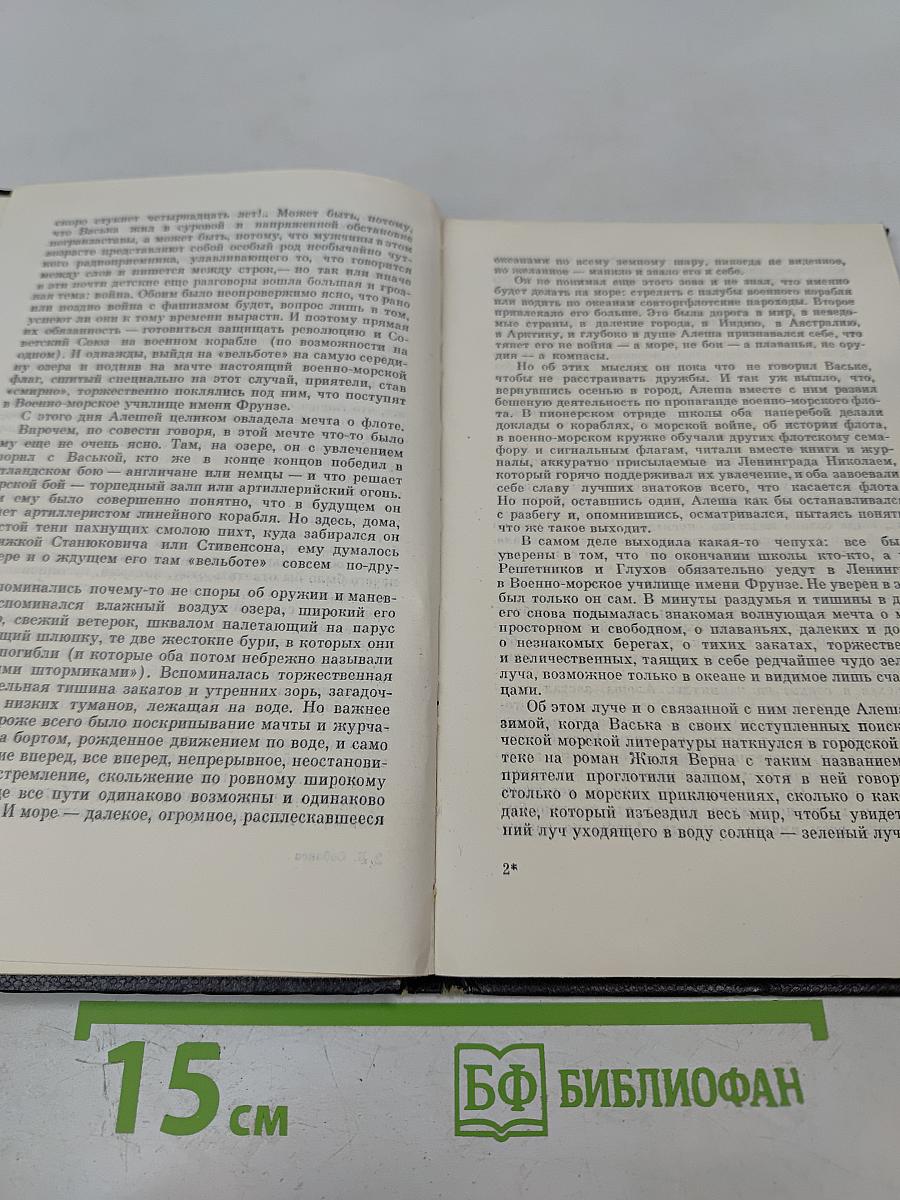 скоро стукнет четырнадцать лет!.. Может быть, потому,
что Васька жил в суровой и напряженной обстановке
погранзаставы, а может быть, потому, что мужчины в этом
возрасте представляют собой особый род необычайно чут-
кого радиоприемника, улавливающего то, что говорится
между слов и пишется между строк,— но так или иначе
в эти почти детские еще разговоры вошла большая и гроз-
ная тема: война. Обоим было неопровержимо ясно, что рано
или поздно война с фашизмом будет, вопрос лишь в том,
успеют ли они к тому времени вырасти. И поэтому прямая
их обязанность — готовиться защищать революцию и Со-
ветский Союз на военном корабле (по возможности на
одном). И однажды, выйдя на «вельботе» на самую середи-
ну озера и подняв на мачте настоящий военно-морской
флаг, сшитый специально на этот случай, приятели, став
«смирно», торжественно поклялись под ним, что поступят
в Военно-морское училище имени Фрунзе.
С этого дня Алешей целиком овладела мечта о флоте.
Впрочем, по совести говоря, в этой мечте что-то было
му еще не очень ясно. Там, на озере, он с увлечением
ворил с Васькой, кто же в конце концов победил в
тландском бою — англичане или немцы — и что решает
рской бой — торпедный залп или артиллерийский огонь.
и ему было совершенно понятно, что в будущем он
нет артиллеристом линейного корабля. Но здесь, дома,
стой тени пахнущих смолою пихт, куда забирался он
нижкой Станюковича или Стивенсона, ему думалось
ере и о ждущем его там «вельботе» совсем по-дру-
поминались почему-то не споры об оружии и манев-
споминался влажный воздух озера, широкий его
о, свежий ветерок, шквалом налетающий на парус
щий шлюпку, те две жестокие бури, в которых они
погибли (и которые оба потом небрежно называли
ими штормиками»). Вспоминалась торжественная
ельная тишина закатов и утренних зорь, загадоч-
низких туманов, лежащая на воде. Но важнее
роже всего было поскрипывание мачты и журча-
а бортом, рожденное движением по воде, и само
ие вперед, все вперед, непрерывное, неостанови-
стремление, скольжение по ровному широкому
де все пути одинаково возможны и одинаково
И море — далекое, огромное, расплескавшееся
океанами по всему земному шару, никогда не виденное,
но желанное — манило и звало его к себе.
Он не понимал еще этого зова и не знал, что именно
будет делать на море: стрелять с палубы военного корабля
или водить по океанам совторгфлотские пароходы. Второе
привлекало его больше. Это была дорога в мир, в неведо-
мые страны, в далекие города, в Индию, в Австралию,
в Арктику, и глубоко в душе Алеша признавался себе, что
тянет его не война — а море, не бои — а плаванья, не ору-
дия — а компасы.
Но об этих мыслях он пока что не говорил Ваське,
чтобы не расстраивать дружбы. И так уж вышло, что,
вернувшись осенью в город, Алеша вместе с ним развил
бешеную деятельность по пропаганде военно-морского фло-
та. В пионерском отряде школы оба наперебой делали
доклады о кораблях, о морской войне, об истории флота,
в военно-морском кружке обучали других флотскому сема-
фору и сигнальным флагам, читали вместе книги и жур-
налы, аккуратно присылаемые из Ленинграда Николаем,
который горячо поддерживал их увлечение, и оба завоевали
себе славу лучших знатоков всего, что касается флота
Но порой, оставшись один, Алеша как бы останавливался
с разбегу и, опомнившись, осматривался, пытаясь понять
что же такое выходит.
В самом деле выходила какая-то чепуха: все бы
уверены в том, что по окончании школы кто-кто, а
Решетников и Глухов обязательно уедут в Ленинг
в Военно-морское училище имени Фрунзе. Не уверен в э
был только он сам. В минуты раздумья и тишины в д
его снова подымалась знакомая волнующая мечта о м
просторном и свободном, о плаваньях, далеких и до
о незнакомых берегах, о тихих закатах, торжестве
и величественных, таящих в себе редчайшее чудо зел
луча, возможное только в океане и видимое лишь сча
цами.
Об этом луче и о связанной с ним легенде Алеша
зимой, когда Васька в своих исступленных поиск
ческой морской литературы наткнулся в городской
теке на роман Жюля Верна с таким названием
приятели проглотили залпом, хотя в ней говор
столько о морских приключениях, сколько о как
даке, который изъездил весь мир, чтобы увидет
ний луч уходящего в воду солнца — зеленый луч
2*
15 см
БФ БИБЛИОФАН